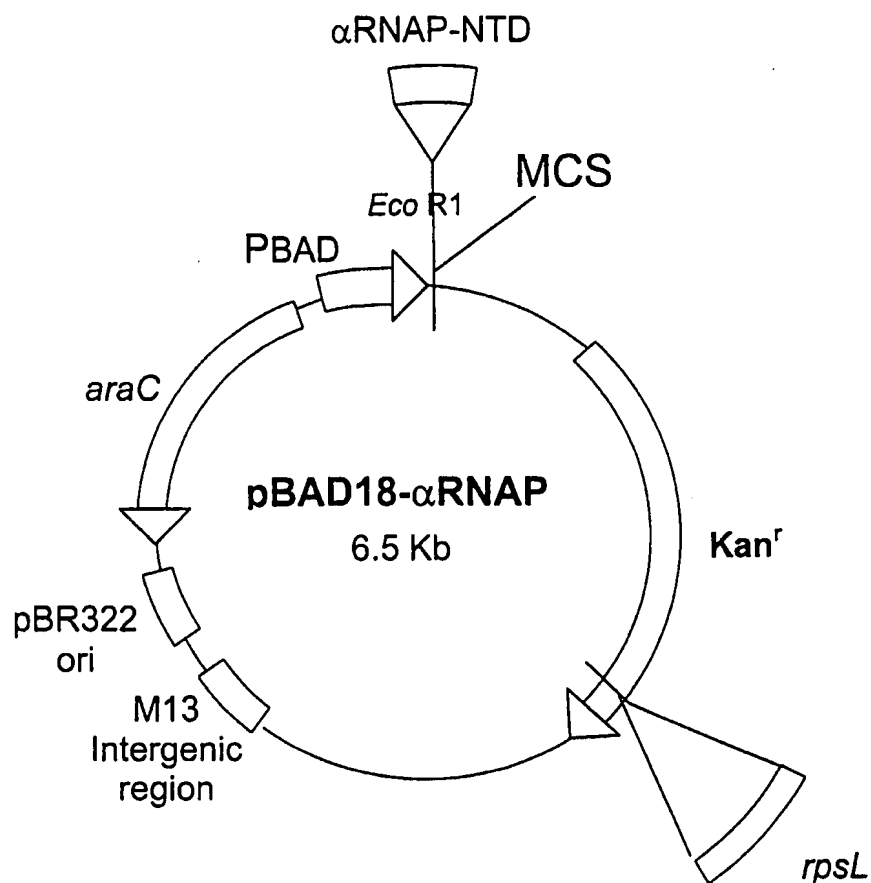 αRNAP-NTD
MCS
Eco R1
PBAD
araC
pBAD18-αRNAP
6.5 Kb
Kanʳ
pBR322
ori
M13
Intergenic
region
rpsL